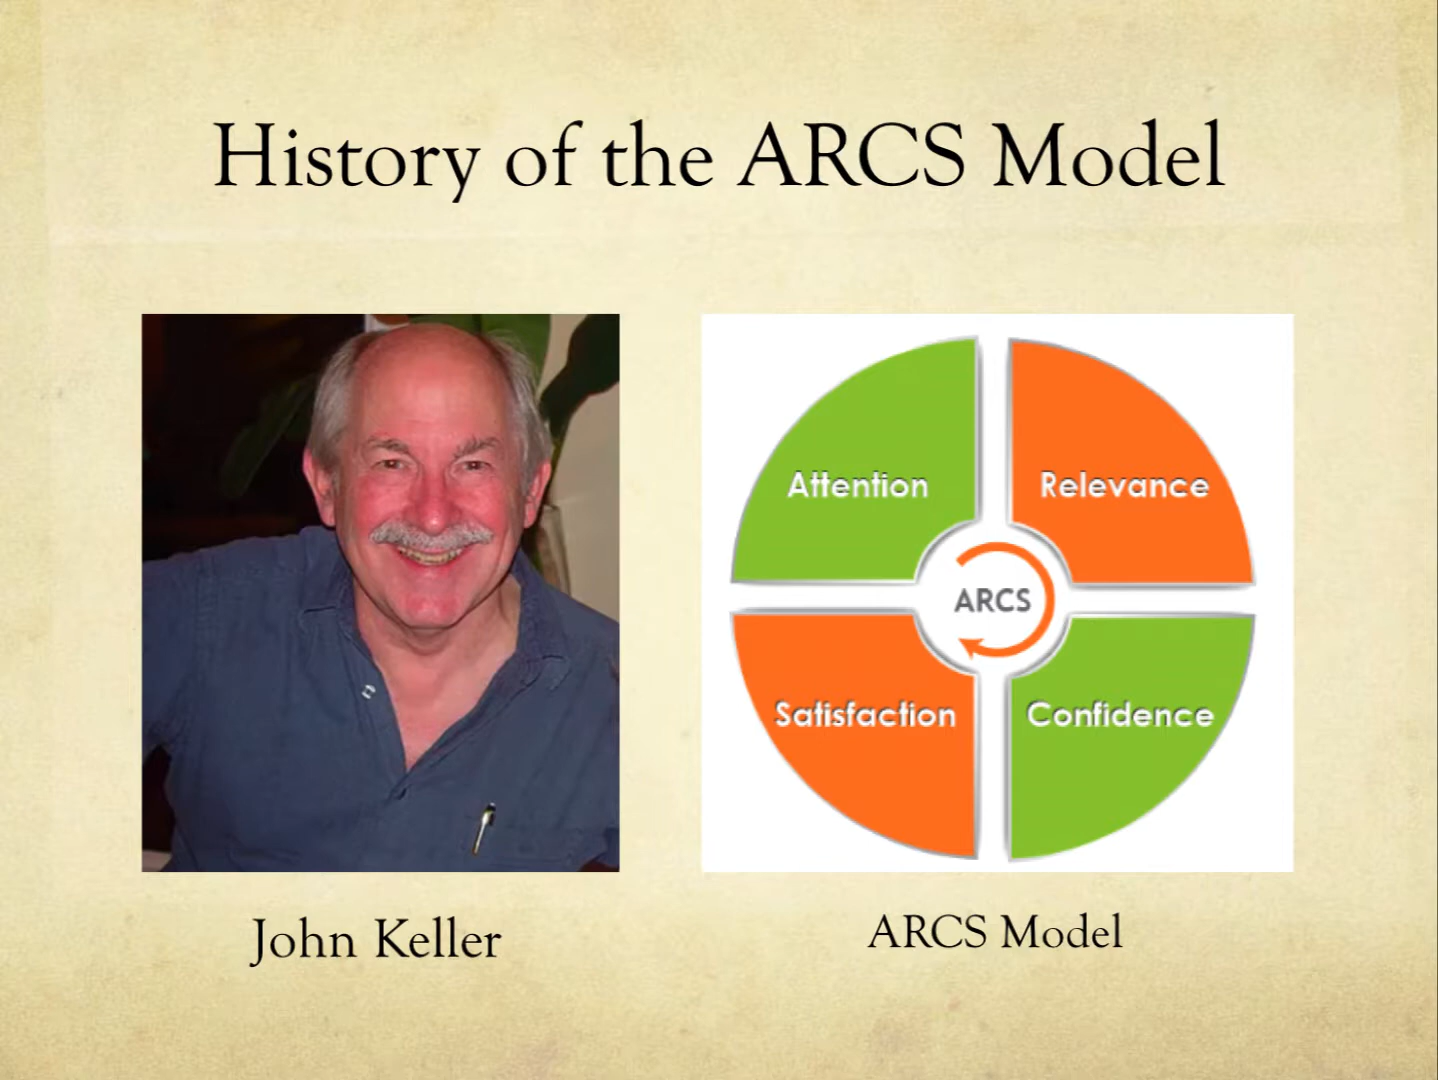 History of the ARCS Model
Attention
Relevance
ARCS
Satisfaction
Confidence
John Keller
ARCS Model